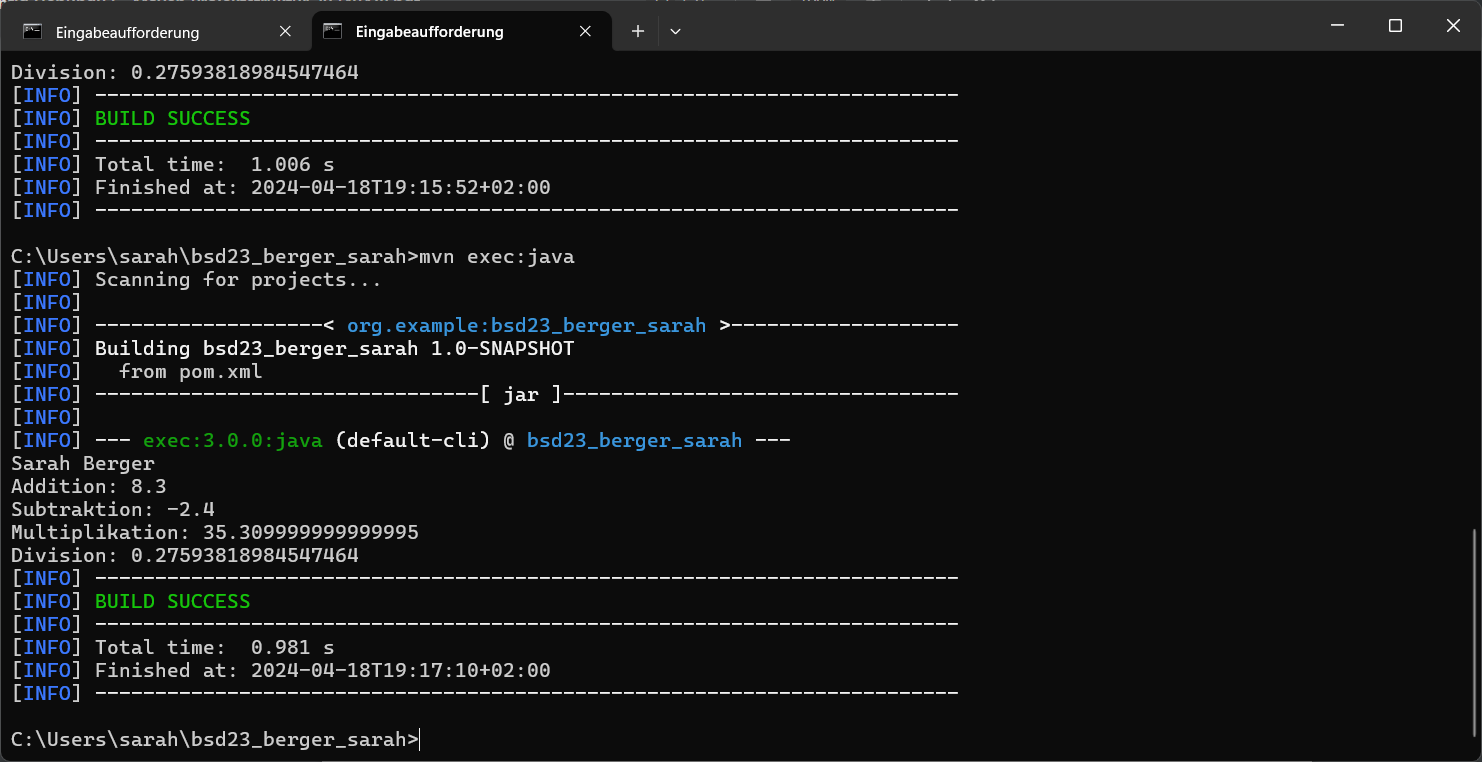 Eingabeaufforderung
Eingabeaufforderung
Division: 0.27593818984547464
[INFO] ------------------------------------------------------------------------
[INFO] BUILD SUCCESS
[INFO] ------------------------------------------------------------------------
[INFO] Total time:  1.006 s
[INFO] Finished at: 2024-04-18T19:15:52+02:00
[INFO] ------------------------------------------------------------------------
C:\Users\sarah\bsd23_berger_sarah>mvn exec:java
[INFO] Scanning for projects...
[INFO]
[INFO] -------------------< org.example:bsd23_berger_sarah >-------------------
[INFO] Building bsd23_berger_sarah 1.0-SNAPSHOT
[INFO]   from pom.xml
[INFO] --------------------------------[ jar ]---------------------------------
[INFO]
[INFO] --- exec:3.0.0:java (default-cli) @ bsd23_berger_sarah ---
Sarah Berger
Addition: 8.3
Subtraktion: -2.4
Multiplikation: 35.309999999999995
Division: 0.27593818984547464
[INFO] ------------------------------------------------------------------------
[INFO] BUILD SUCCESS
[INFO] ------------------------------------------------------------------------
[INFO] Total time:  0.981 s
[INFO] Finished at: 2024-04-18T19:17:10+02:00
[INFO] ------------------------------------------------------------------------
C:\Users\sarah\bsd23_berger_sarah>